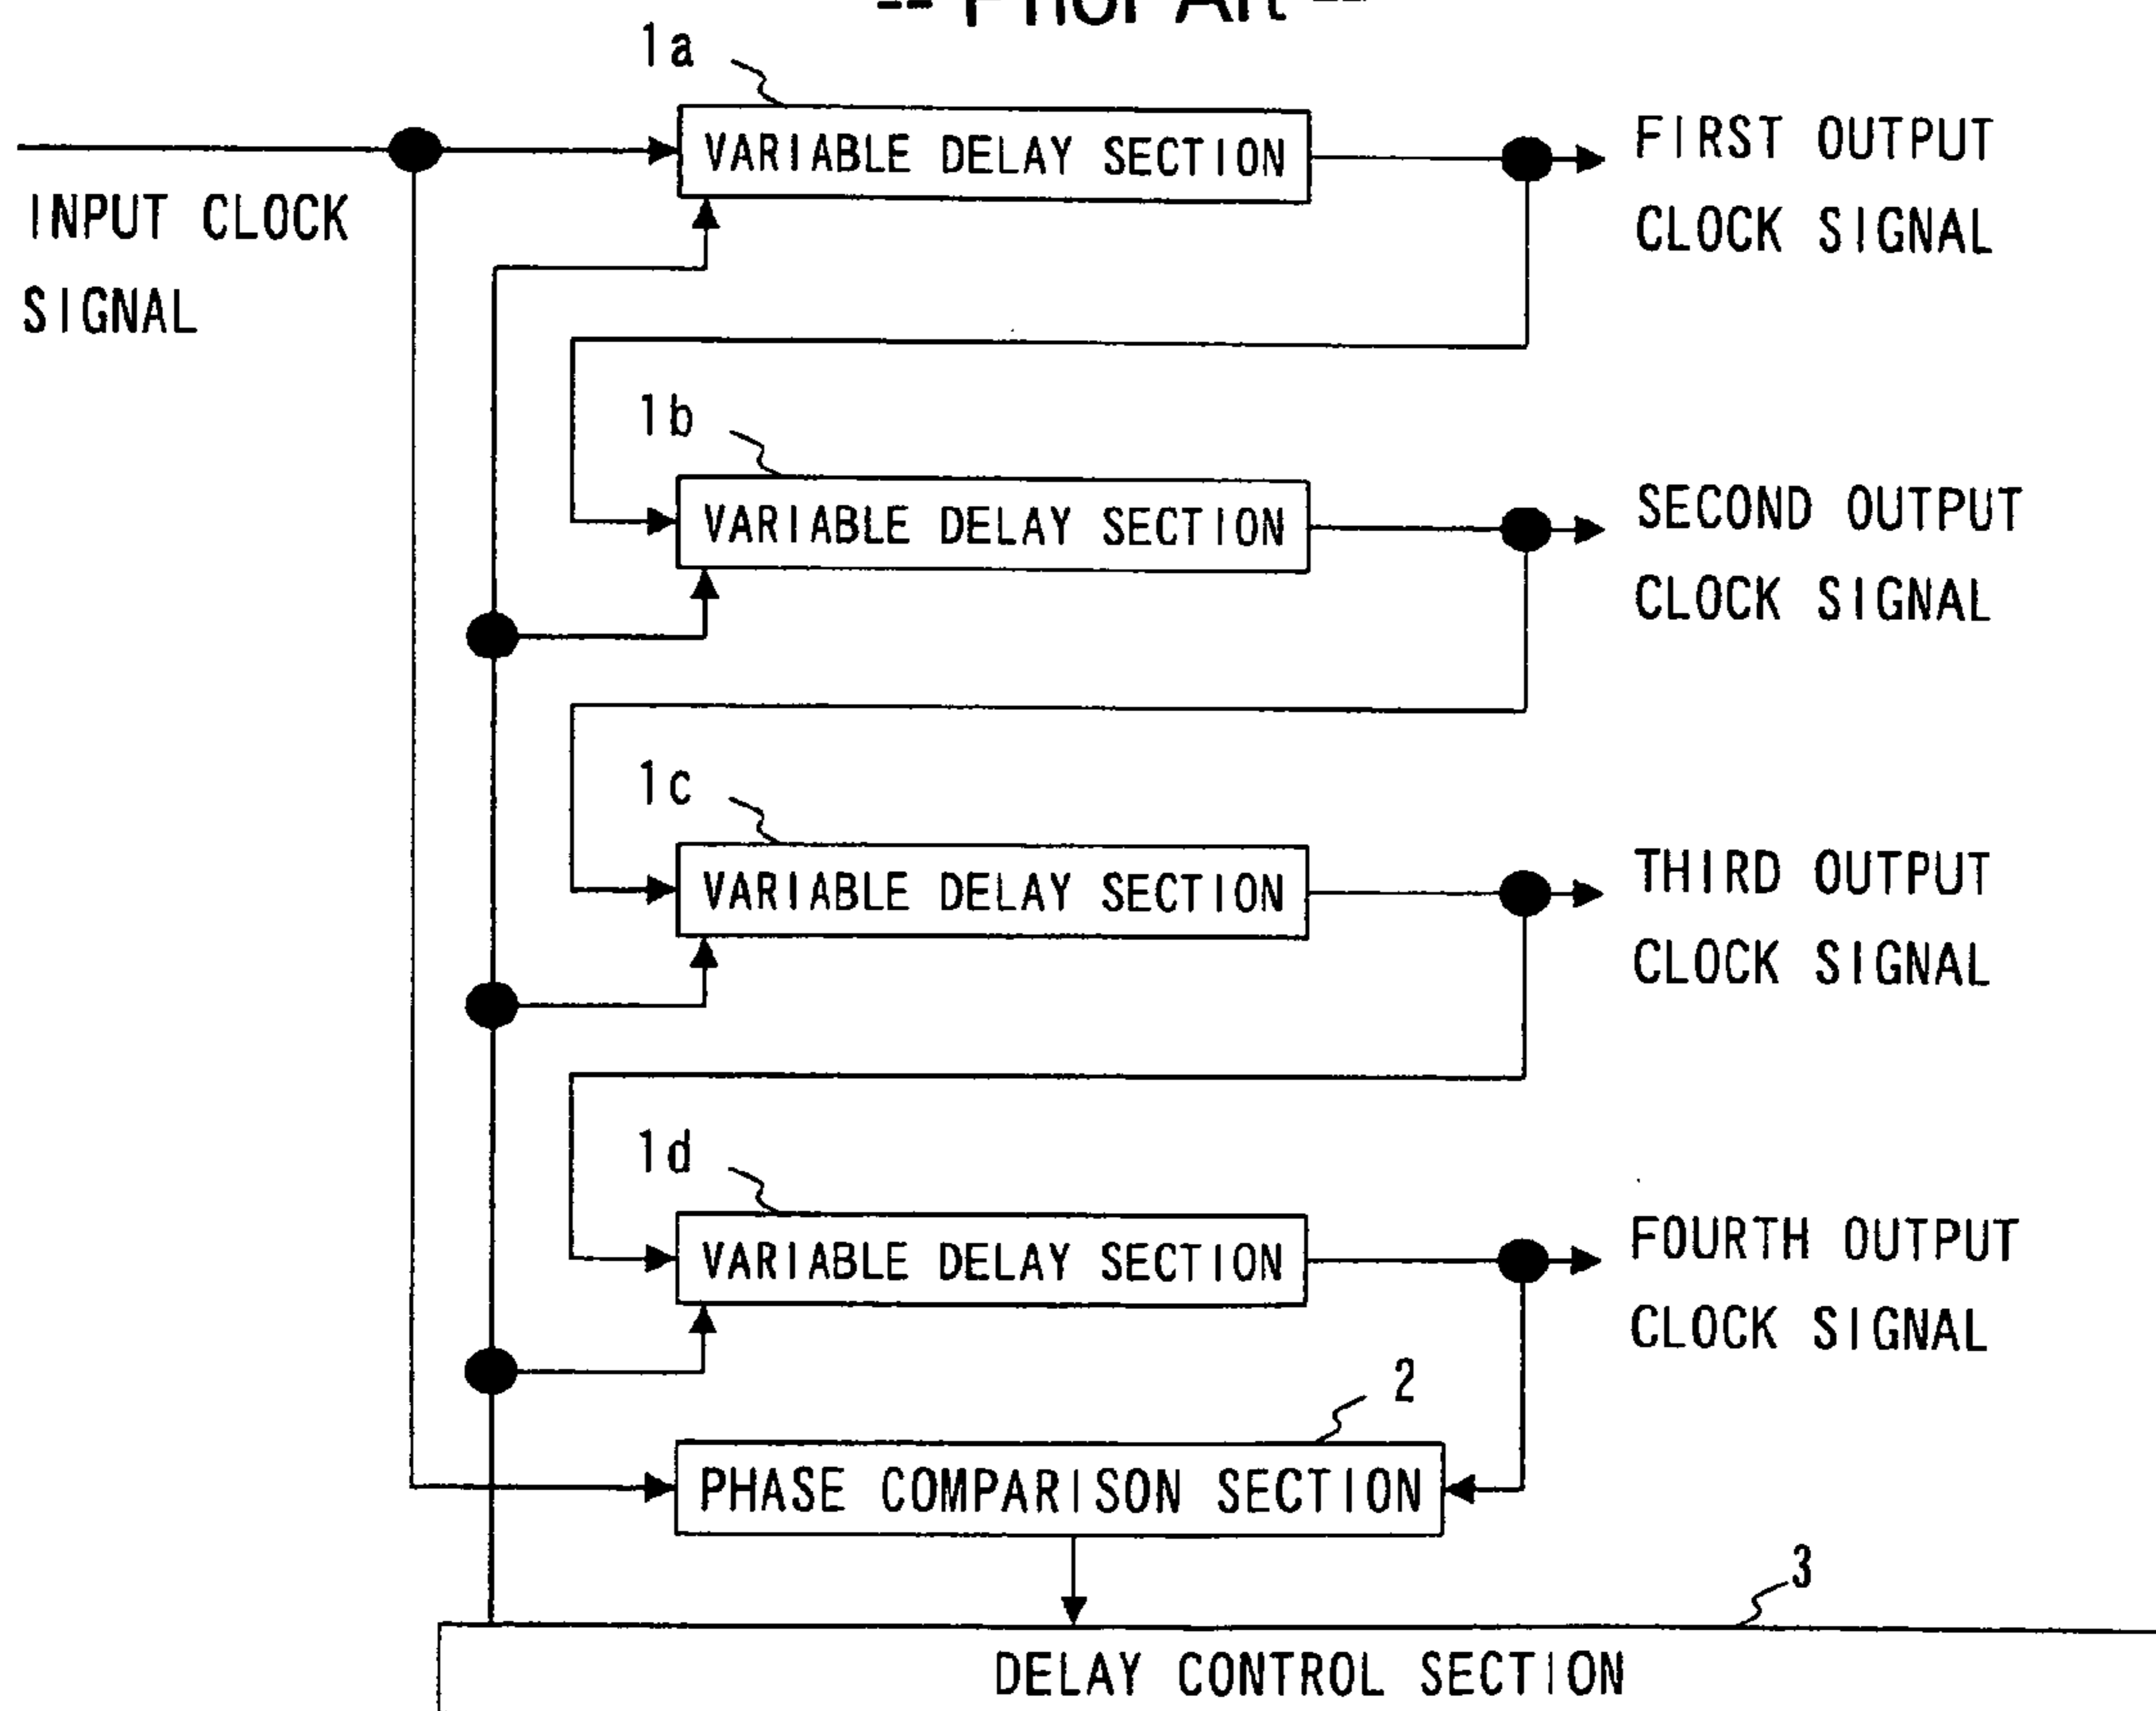 -- Prior Art --
1a
VARIABLE DELAY SECTION
FIRST OUTPUT
CLOCK SIGNAL
INPUT CLOCK
SIGNAL
1b
VARIABLE DELAY SECTION
SECOND OUTPUT
CLOCK SIGNAL
1c
VARIABLE DELAY SECTION
THIRD OUTPUT
CLOCK SIGNAL
1d
VARIABLE DELAY SECTION
FOURTH OUTPUT
CLOCK SIGNAL
2
PHASE COMPARISON SECTION
3
DELAY CONTROL SECTION